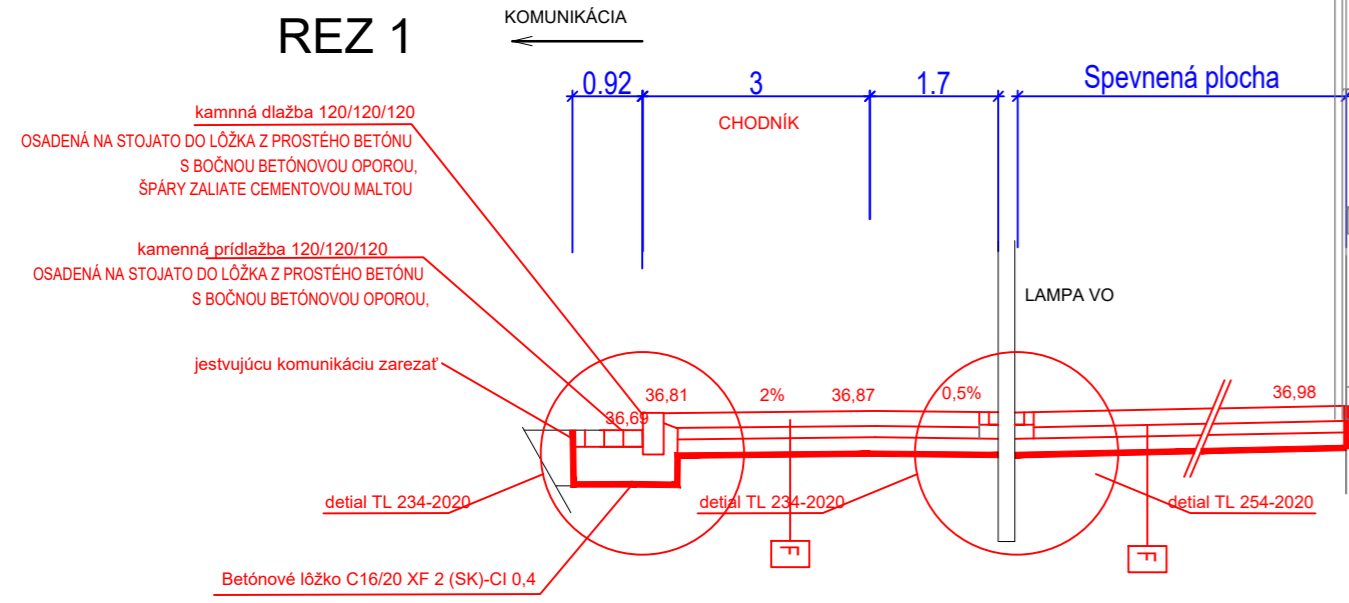 REZ 1
KOMUNIKÁCIA
0.92
3
1.7
Spevnená plocha
kamnná dlažba 120/120/120
CHODNÍK
OSADENÁ NA STOJATO DO LÔŽKA Z PROSTÉHO BETÓNU
S BOČNOU BETÓNOVOU OPOROU,
ŠPÁRY ZALIATE CEMENTOVOU MALTOU
kamenná prídlažba 120/120/120
OSADENÁ NA STOJATO DO LÔŽKA Z PROSTÉHO BETÓNU
S BOČNOU BETÓNOVOU OPOROU,
LAMPA VO
jestvujúcu komunikáciu zarezať
36,81
2%
36,87
0,5%
36,98
36,69
detial TL 234-2020
detial TL 234-2020
detial TL 254-2020
F
F
Betónové lôžko C16/20 XF 2 (SK)-CI 0,4